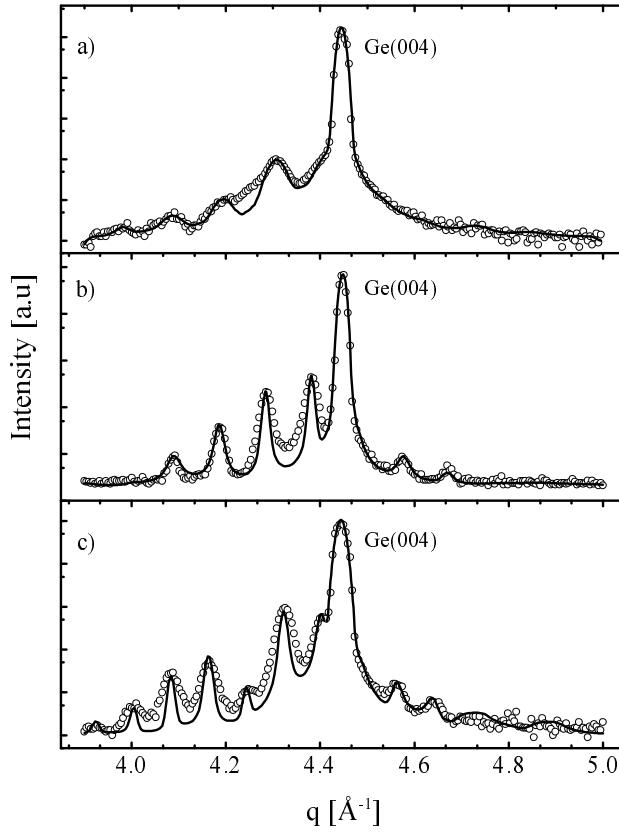 a)
Ge(004)
b)
Ge(004)
c)
Ge(004)
Intensity [a.u]
4.0 4.2 4.4 4.6 4.8 5.0
q [Å⁻¹]